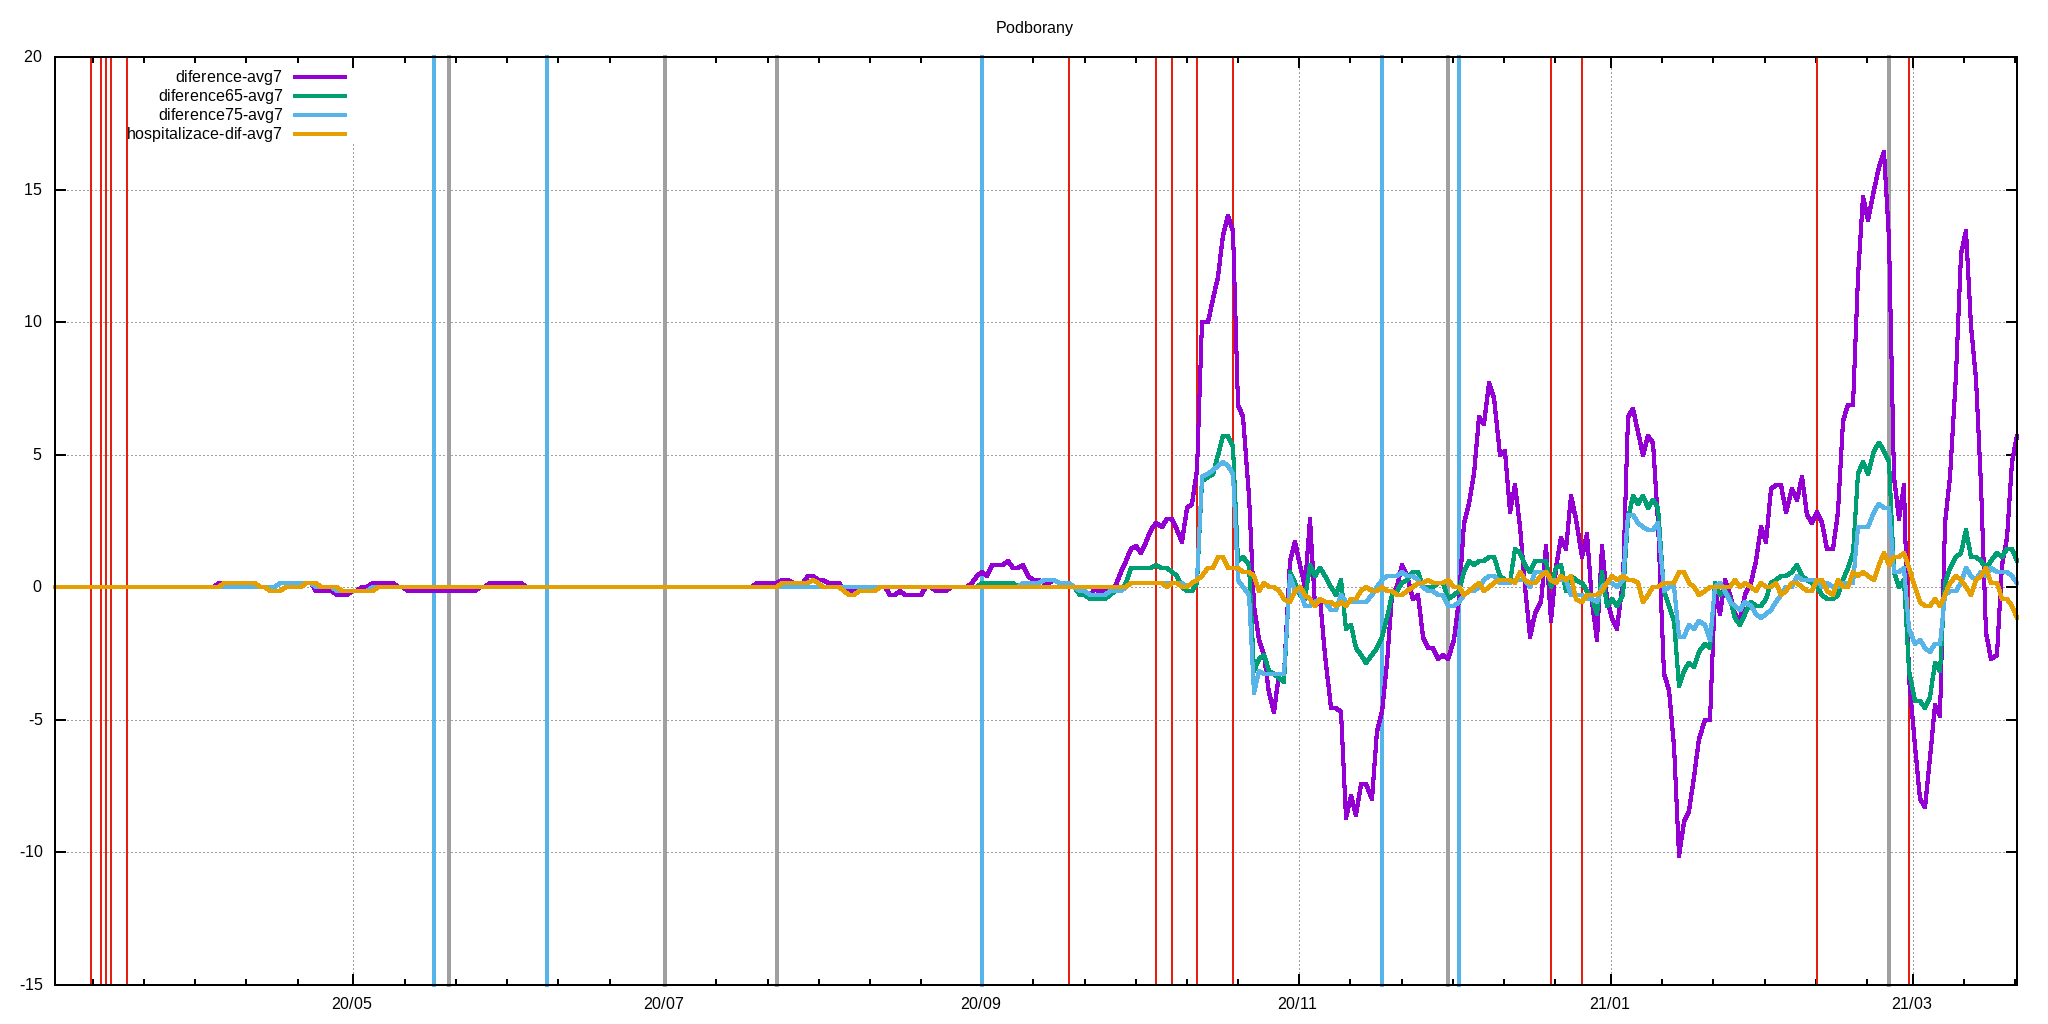 Podborany
20
15
10
5
0
-5
-10
-15
diference-avg7
diference65-avg7
diference75-avg7
hospitalizace-dif-avg7
20/05
20/07
20/09
20/11
21/01
21/03